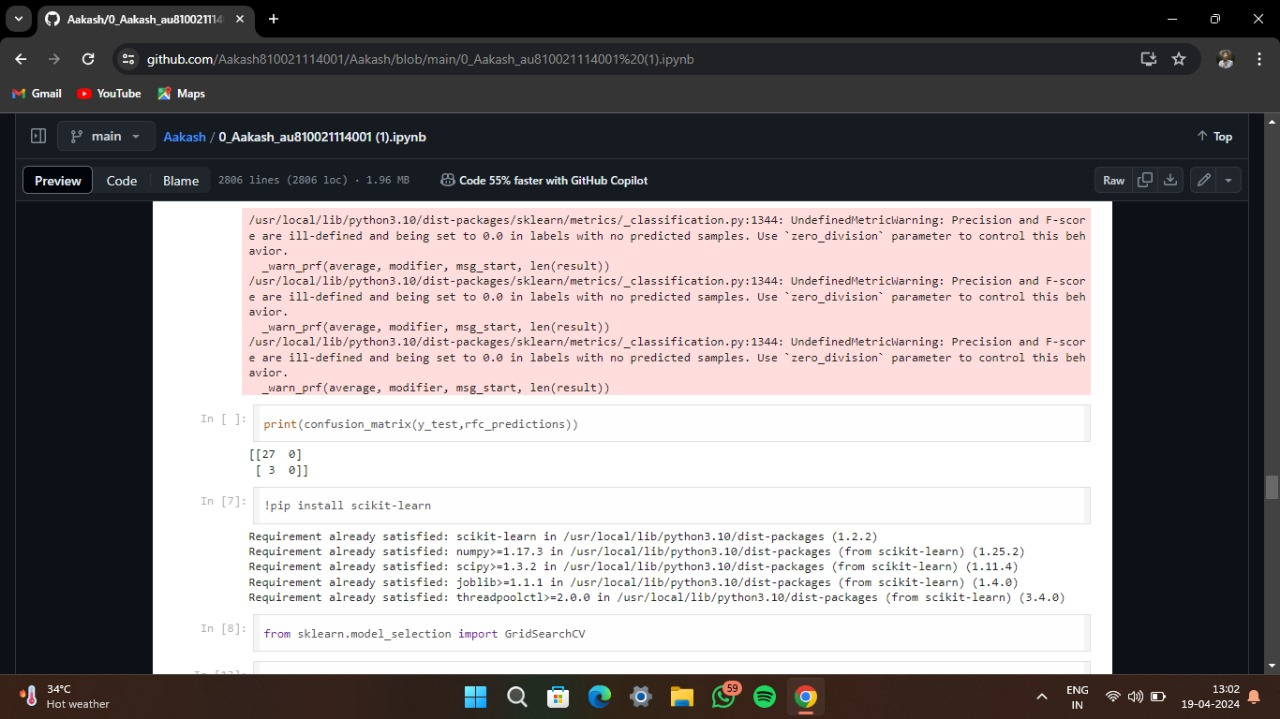 Aakash/0_Aakash_au8100211140
github.com/Aakash810021114001/Aakash/blob/main/0_Aakash_au810021114001%20(1).ipynb
Gmail YouTube Maps
main Aakash / 0_Aakash_au810021114001 (1).ipynb Top
Preview Code Blame 2806 lines (2806 loc) · 1.96 MB Code 55% faster with GitHub Copilot Raw
/usr/local/lib/python3.10/dist-packages/sklearn/metrics/_classification.py:1344: UndefinedMetricWarning: Precision and F-scor
e are ill-defined and being set to 0.0 in labels with no predicted samples. Use `zero_division` parameter to control this beh
avior.
  _warn_prf(average, modifier, msg_start, len(result))
/usr/local/lib/python3.10/dist-packages/sklearn/metrics/_classification.py:1344: UndefinedMetricWarning: Precision and F-scor
e are ill-defined and being set to 0.0 in labels with no predicted samples. Use `zero_division` parameter to control this beh
avior.
  _warn_prf(average, modifier, msg_start, len(result))
/usr/local/lib/python3.10/dist-packages/sklearn/metrics/_classification.py:1344: UndefinedMetricWarning: Precision and F-scor
e are ill-defined and being set to 0.0 in labels with no predicted samples. Use `zero_division` parameter to control this beh
avior.
  _warn_prf(average, modifier, msg_start, len(result))
In [ ]: print(confusion_matrix(y_test,rfc_predictions))
[[27  0]
 [ 3  0]]
In [7]: !pip install scikit-learn
Requirement already satisfied: scikit-learn in /usr/local/lib/python3.10/dist-packages (1.2.2)
Requirement already satisfied: numpy>=1.17.3 in /usr/local/lib/python3.10/dist-packages (from scikit-learn) (1.25.2)
Requirement already satisfied: scipy>=1.3.2 in /usr/local/lib/python3.10/dist-packages (from scikit-learn) (1.11.4)
Requirement already satisfied: joblib>=1.1.1 in /usr/local/lib/python3.10/dist-packages (from scikit-learn) (1.4.0)
Requirement already satisfied: threadpoolctl>=2.0.0 in /usr/local/lib/python3.10/dist-packages (from scikit-learn) (3.4.0)
In [8]: from sklearn.model_selection import GridSearchCV
34°C
Hot weather
59
ENG
IN
13:02
19-04-2024